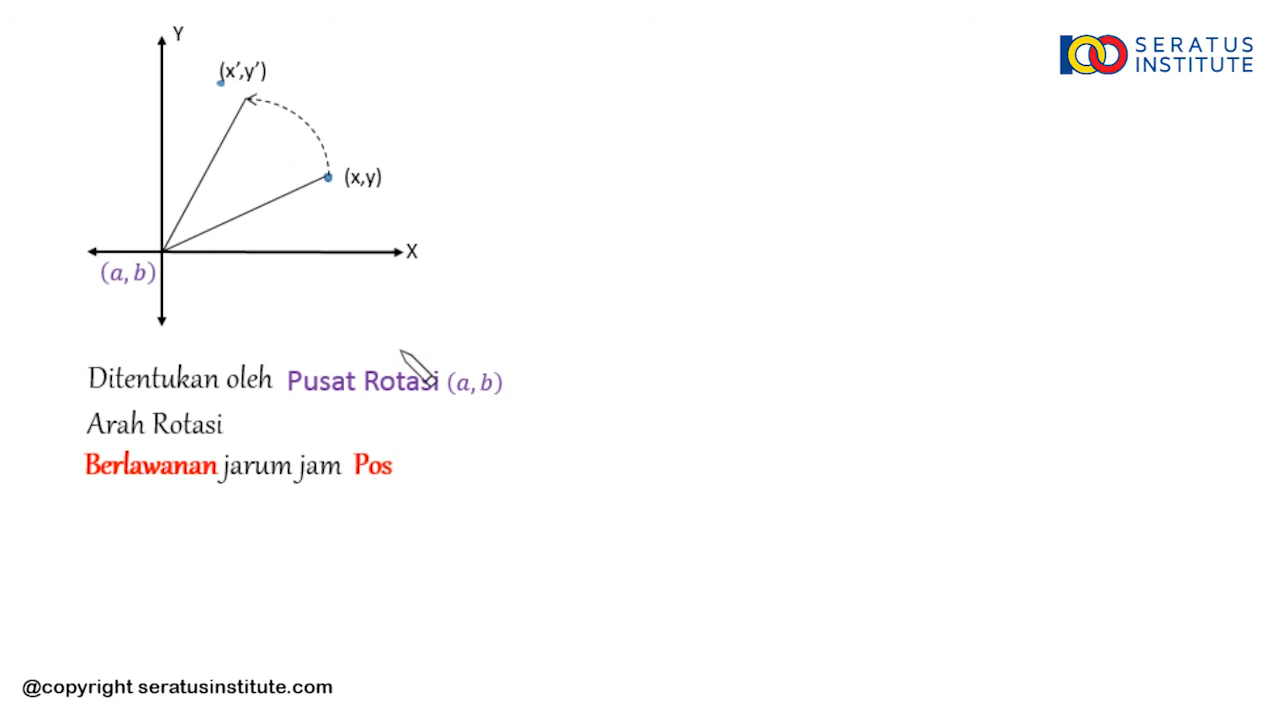 Y
SERATUS
INSTITUTE
(x',y')
(x,y)
X
(a, b)
Ditentukan oleh Pusat Rotasi (a, b)
Arah Rotasi
Berlawanan jarum jam Pos
@copyright seratusinstitute.com